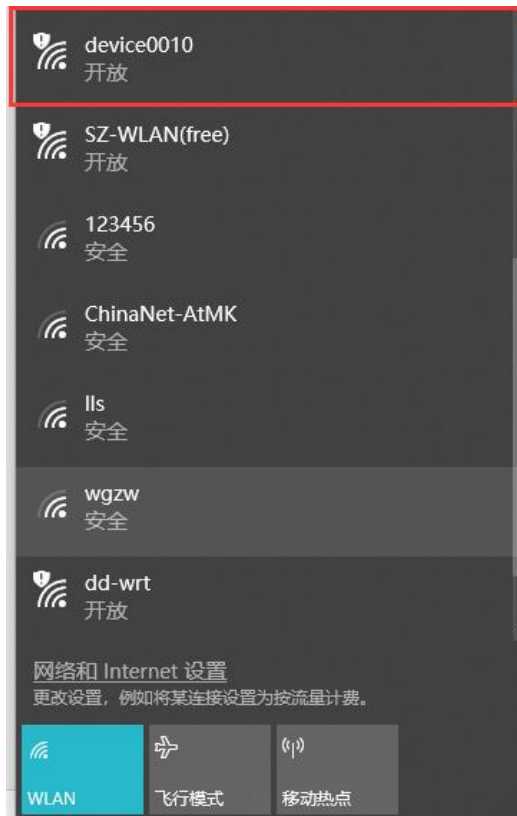 device0010
开放
SZ-WLAN(free)
开放
123456
安全
ChinaNet-AtMK
安全
lls
安全
wgzw
安全
dd-wrt
开放
网络和 Internet 设置
更改设置，例如将某连接设置为按流量计费。
WLAN
飞行模式
移动热点